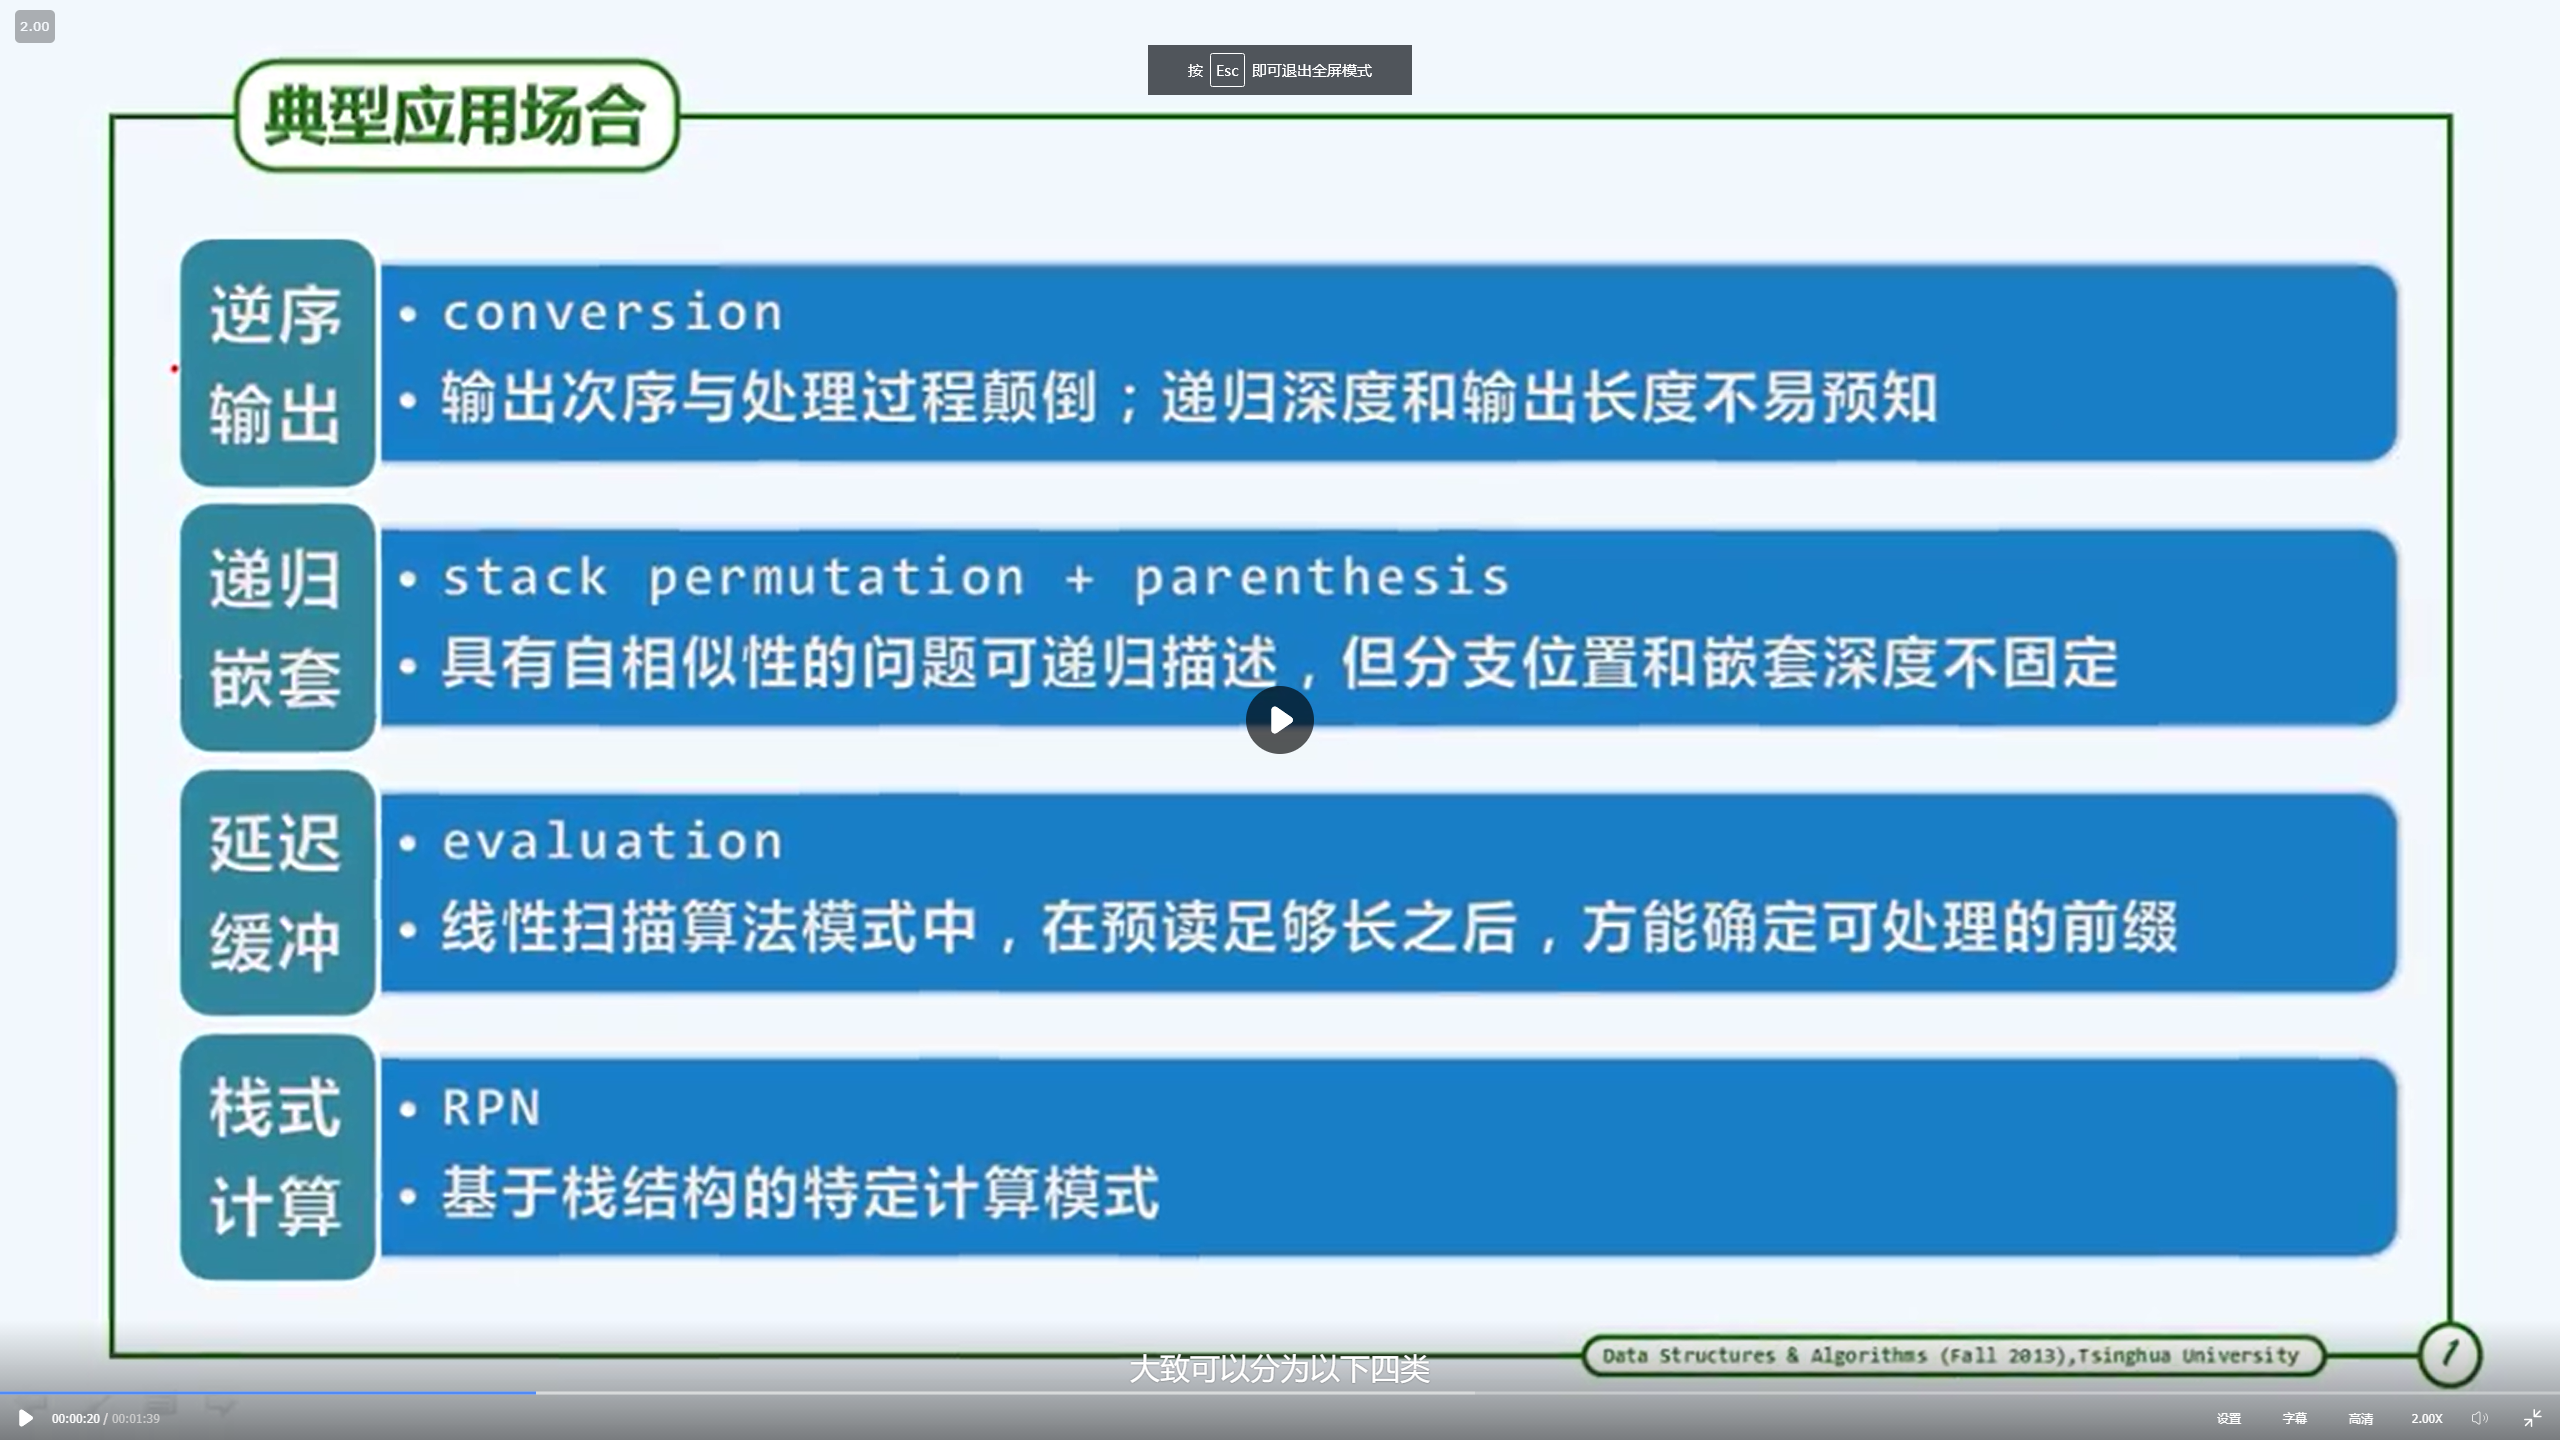 2.00
按 Esc 即可退出全屏模式
典型应用场合
逆序
输出
• conversion
• 输出次序与处理过程颠倒；递归深度和输出长度不易预知
递归
嵌套
• stack permutation + parenthesis
• 具有自相似性的问题可递归描述，但分支位置和嵌套深度不固定
延迟
缓冲
• evaluation
• 线性扫描算法模式中，在预读足够长之后，方能确定可处理的前缀
栈式
计算
• RPN
• 基于栈结构的特定计算模式
Data Structures & Algorithms (Fall 2013),Tsinghua University
1
大致可以分为以下四类
00:00:20 / 00:01:39
设置 字幕 高清 2.00X